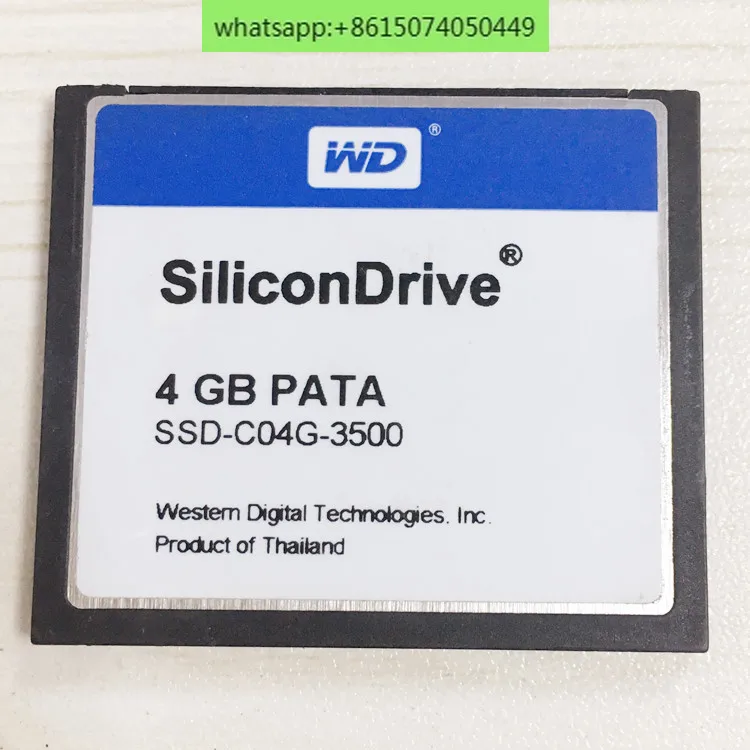 whatsapp:+8615074050449
WD®
SiliconDrive®
4 GB PATA
SSD-C04G-3500
Western Digital Technologies, Inc.
Product of Thailand